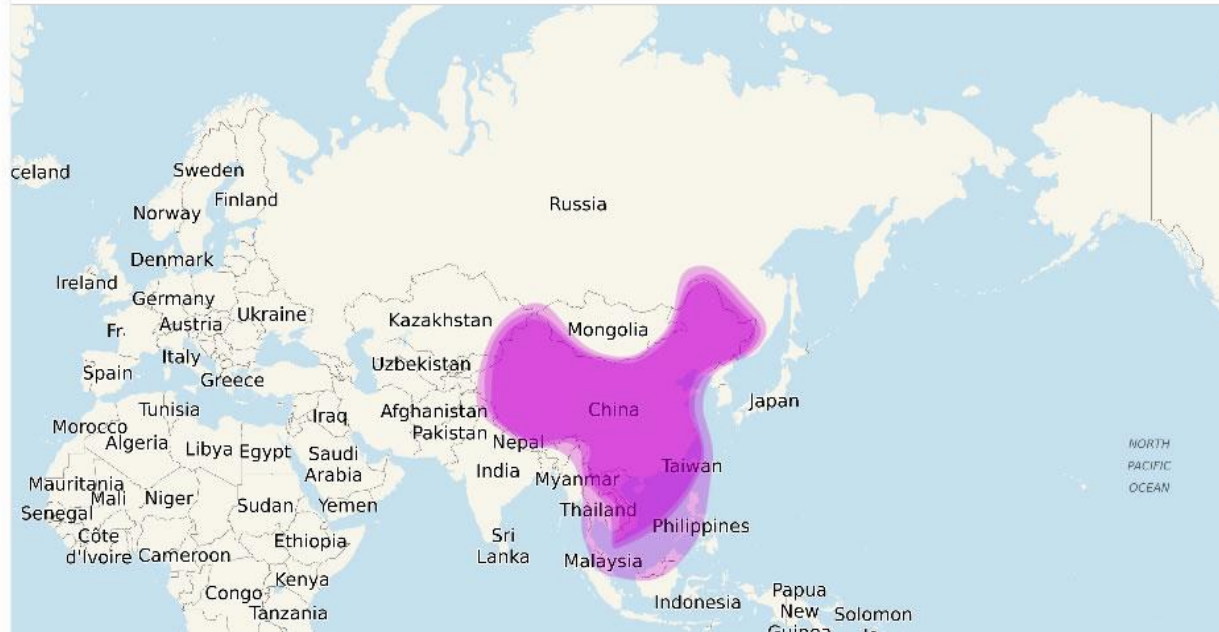 celand
Sweden
Finland
Norway
Russia
Denmark
Ireland
Germany
Ukraine
Fr.
Austria
Kazakhstan
Mongolia
Italy
Uzbekistan
Spain
Greece
Japan
China
Tunisia
Iraq
Afghanistan
Morocco
Algeria
Pakistan
Nepal
Libya
Egypt
Saudi
Arabia
NORTH
PACIFIC
OCEAN
India
Taiwan
Myanmar
Mauritania
Mali
Niger
Sudan
Yemen
Thailand
Senegal
Philippines
Côte
d'Ivoire
Cameroon
Ethiopia
Sri
Lanka
Malaysia
Kenya
Congo
Tanzania
Indonesia
Papua
New
Guinea
Solomon
Is.